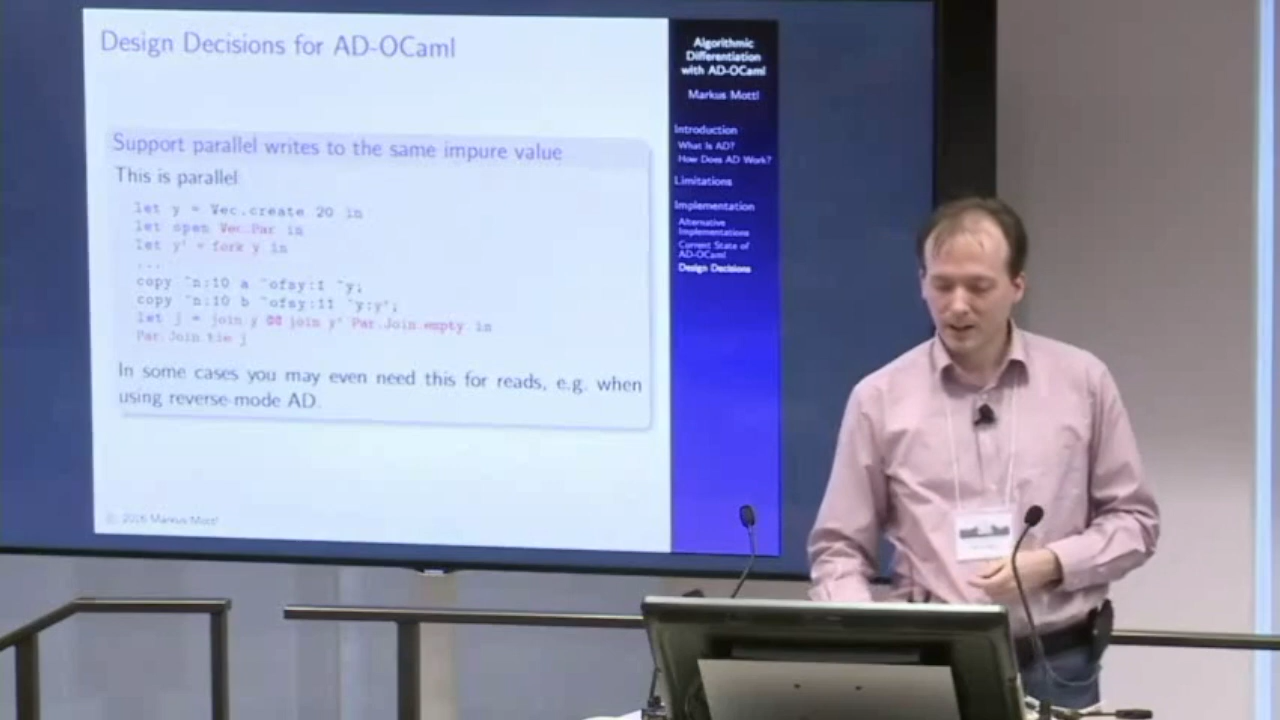 Design Decisions for AD-OCaml
Support parallel writes to the same impure value
This is parallel
let y = Vec.create 20 in
let open Vec.Par in
let y' = fork y in
...
copy ~n:10 a ~ofsy:1 ~y;
copy ~n:10 b ~ofsy:11 ~y:y';
let j = join y @@ join y' Par.Join.empty in
Par.Join.tie j
In some cases you may even need this for reads, e.g. when
using reverse-mode AD.
© 2016 Markus Mottl
Algorithmic
Differentiation
with AD-OCaml
Markus Mottl
Introduction
What Is AD?
How Does AD Work?
Limitations
Implementation
Alternative
Implementations
Current State of
AD-OCaml
Design Decisions